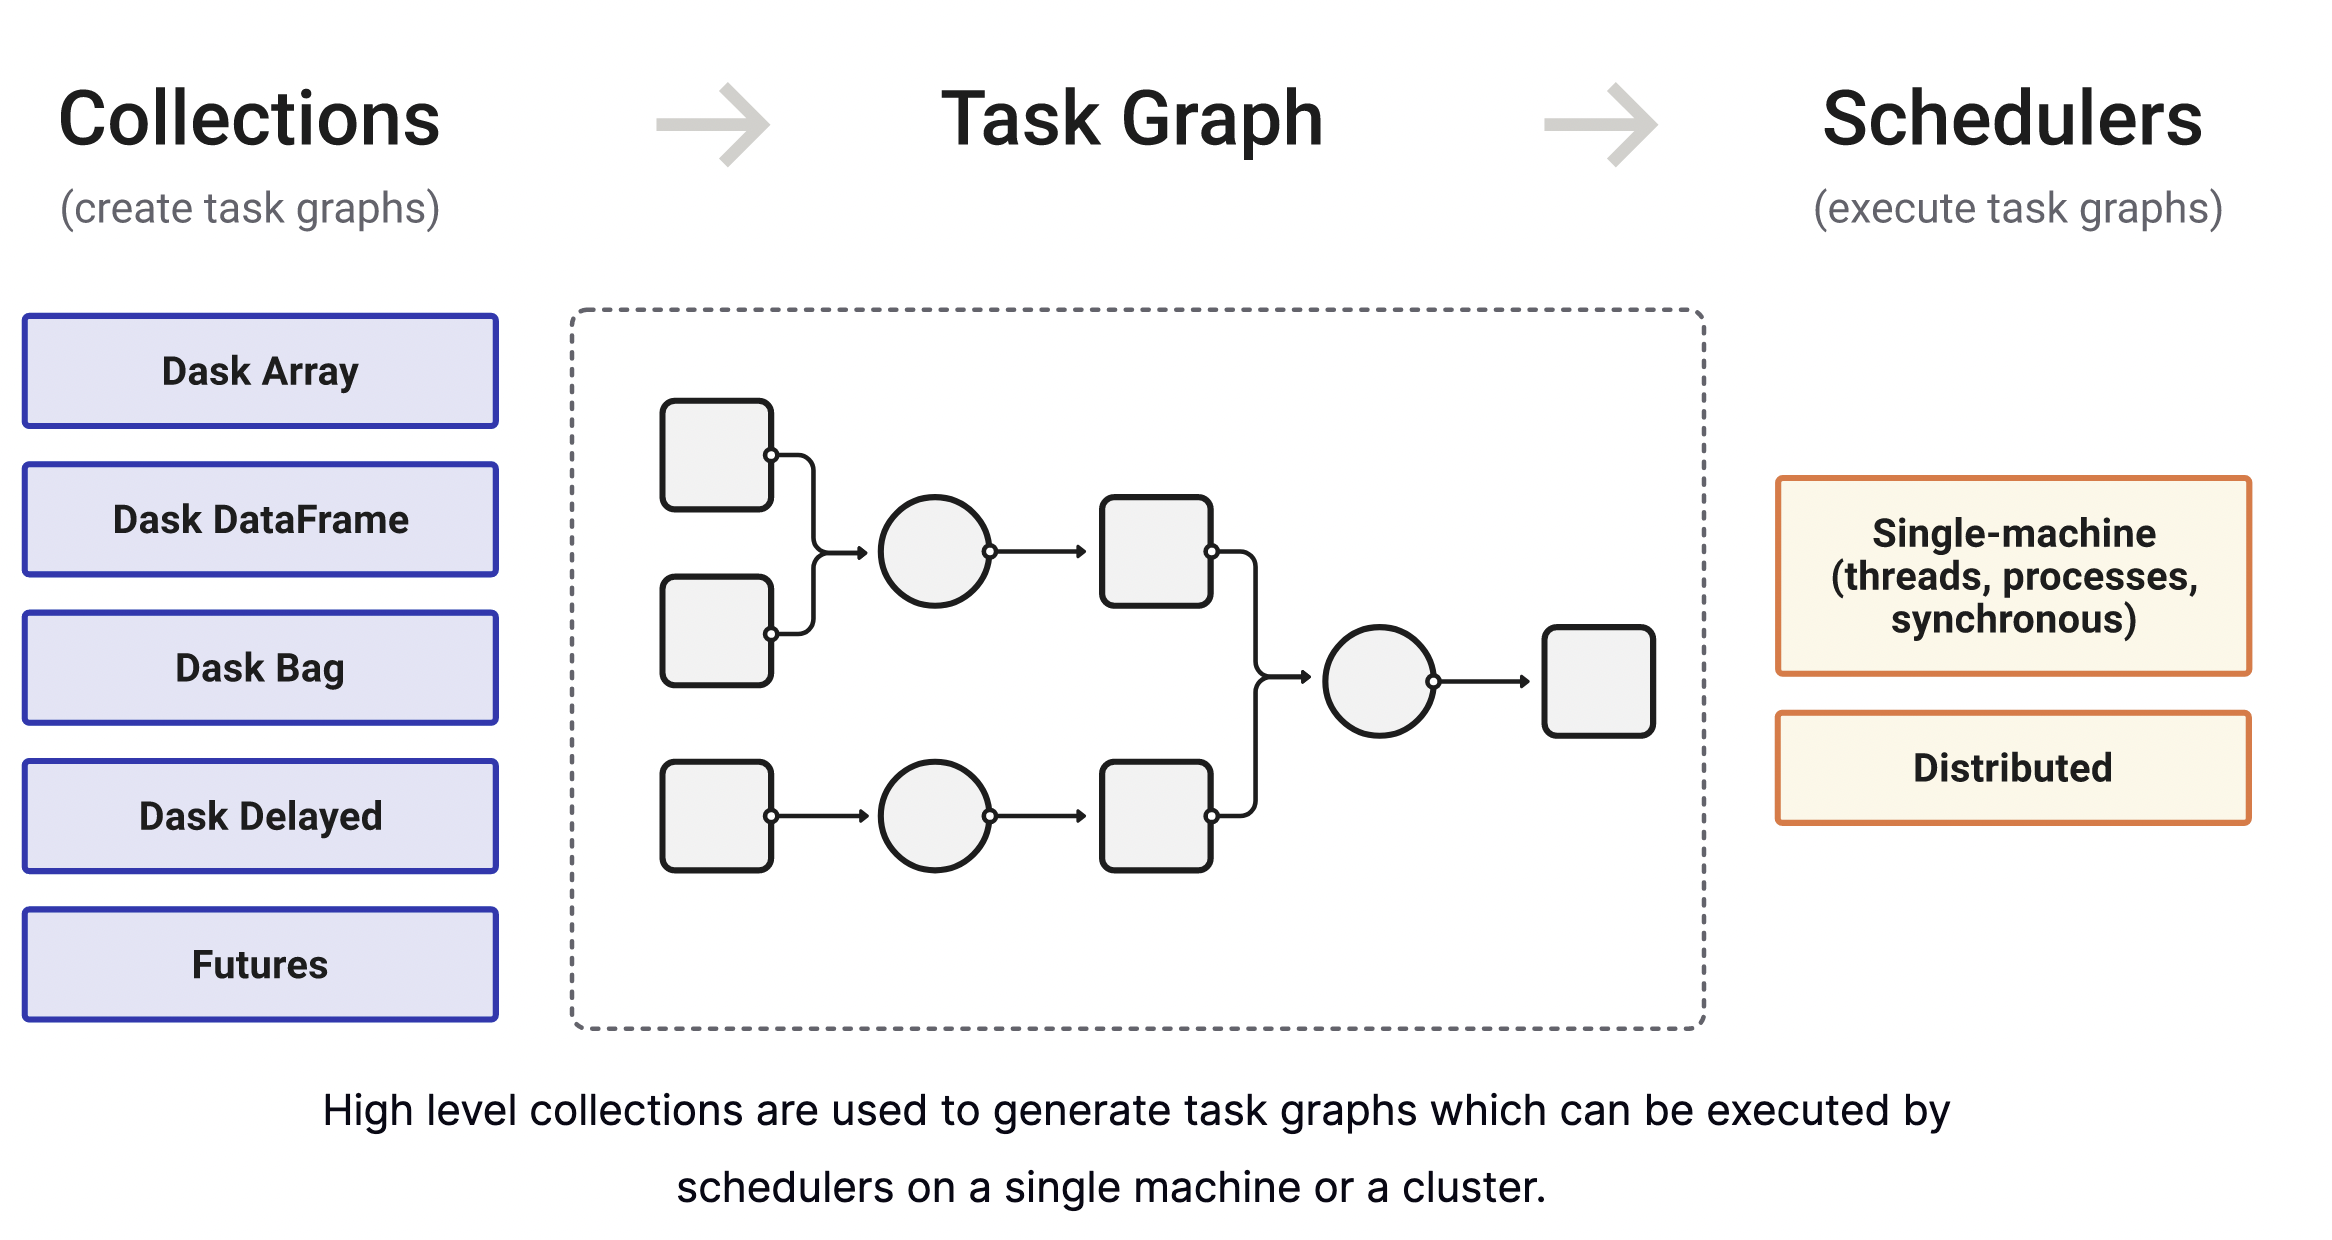 Collections
Task Graph
Schedulers
(create task graphs)
(execute task graphs)
Dask Array
Dask DataFrame
Dask Bag
Dask Delayed
Futures
Single-machine
(threads, processes,
synchronous)
Distributed
High level collections are used to generate task graphs which can be executed by
schedulers on a single machine or a cluster.